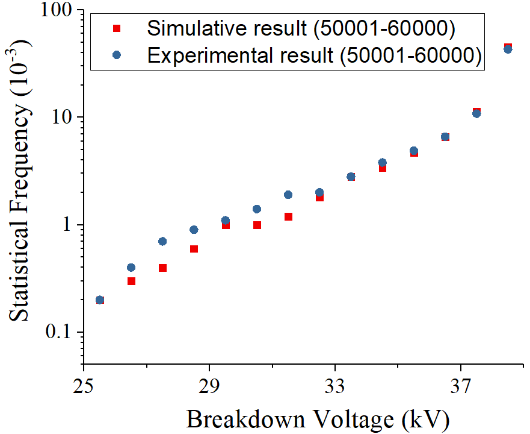 100
Simulative result (50001-60000)
Experimental result (50001-60000)
10
1
0.1
Statistical Frequency (10⁻³)
25 29 33 37
Breakdown Voltage (kV)